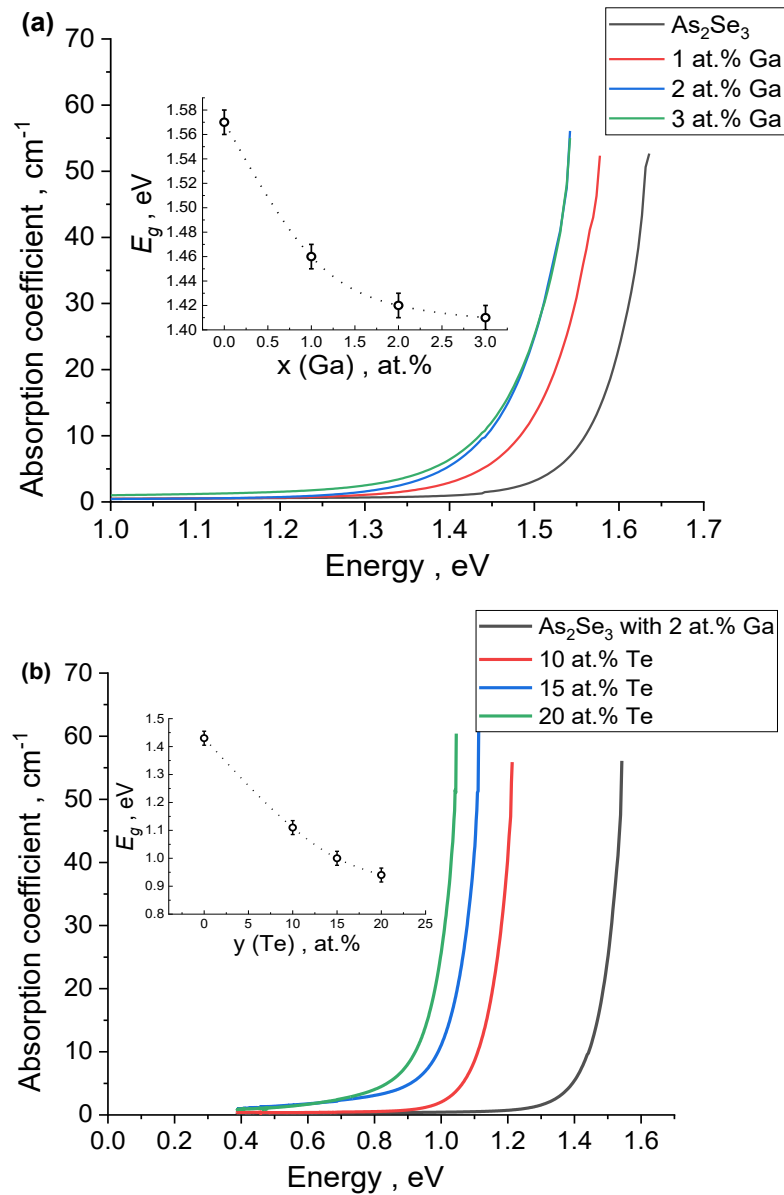 (a)
As₂Se₃
1 at.% Ga
2 at.% Ga
3 at.% Ga
Absorption coefficient , cm⁻¹
70
60
50
40
30
20
10
0
1.0 1.1 1.2 1.3 1.4 1.5 1.6 1.7
Energy , eV
E_g , eV
1.58
1.56
1.54
1.52
1.50
1.48
1.46
1.44
1.42
1.40
0.0 0.5 1.0 1.5 2.0 2.5 3.0
x (Ga) , at.%
(b)
As₂Se₃ with 2 at.% Ga
10 at.% Te
15 at.% Te
20 at.% Te
Absorption coefficient , cm⁻¹
70
60
50
40
30
20
10
0
0.0 0.4 0.6 0.8 1.0 1.2 1.4 1.6
Energy , eV
E_g , eV
1.5
1.4
1.3
1.2
1.1
1.0
0.9
0.8
0 5 10 15 20 25
y (Te) , at.%